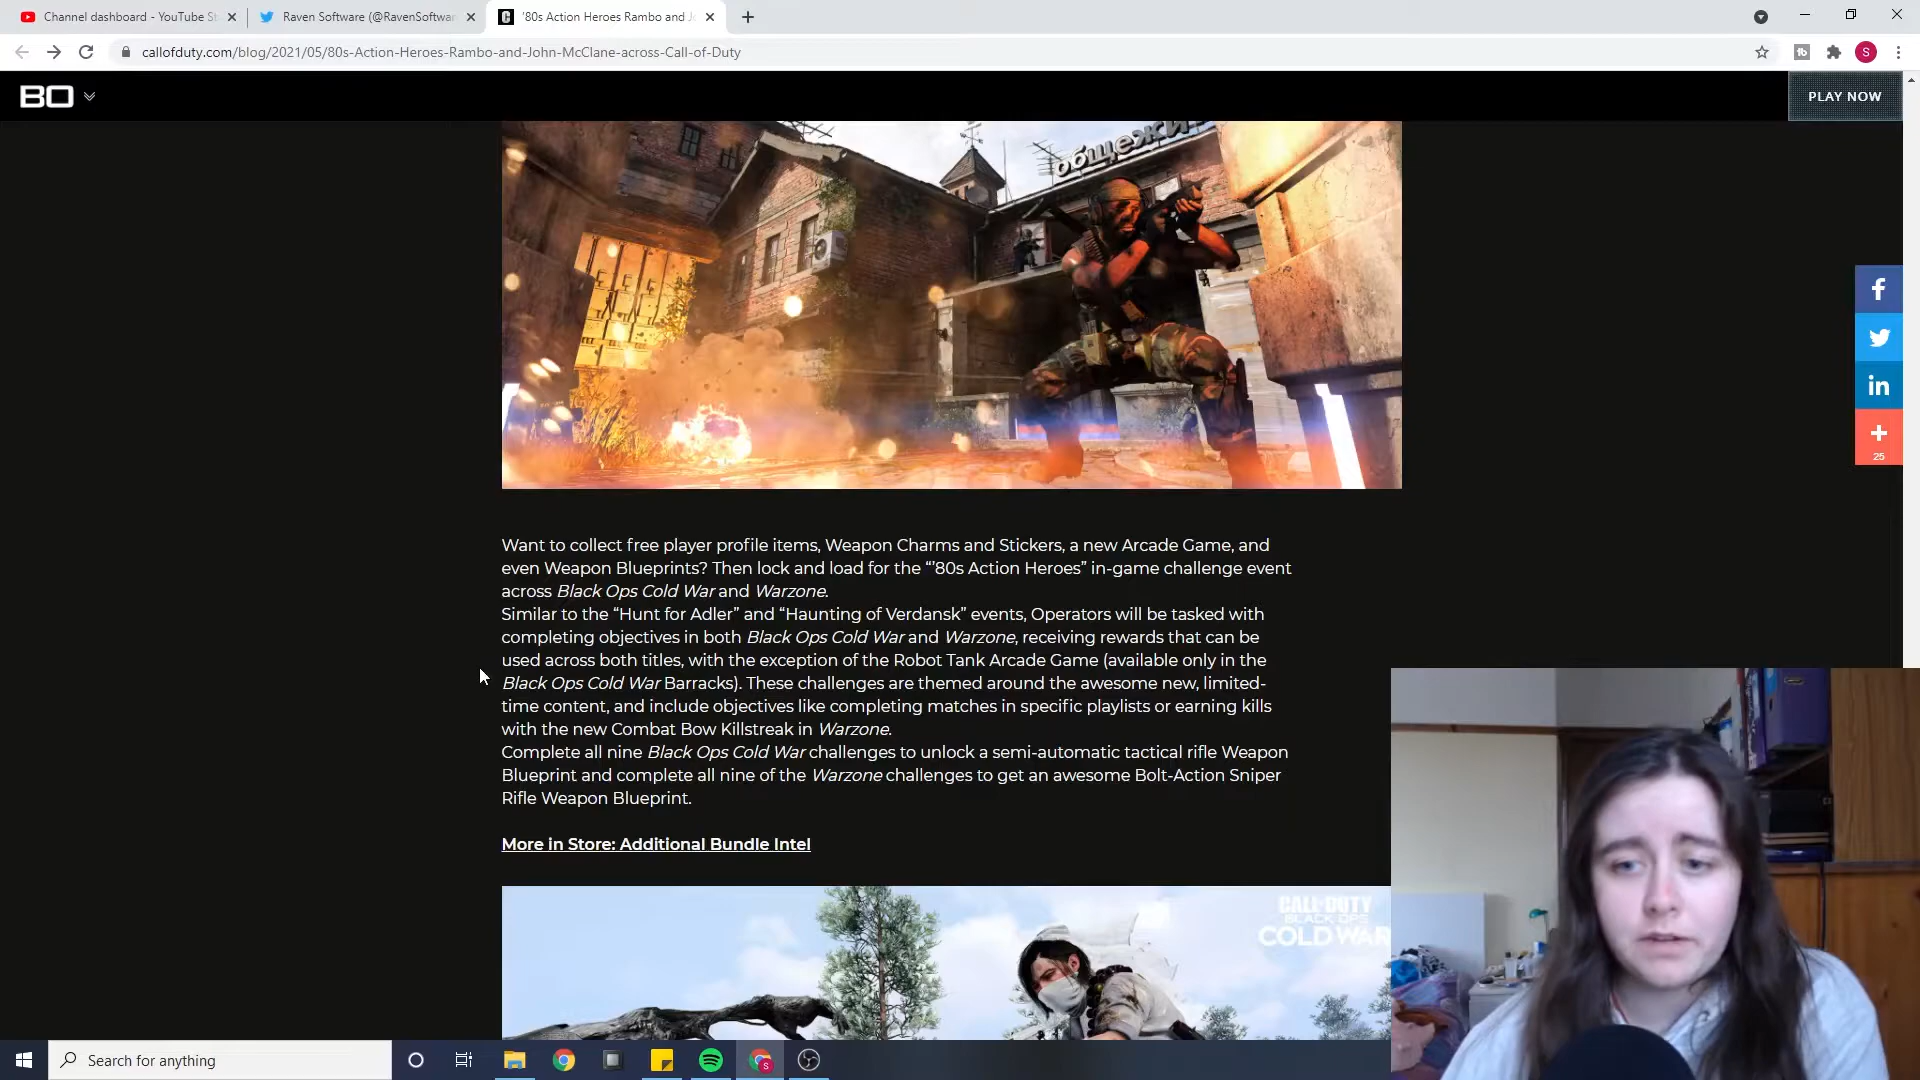 Channel dashboard - YouTube St
Raven Software (@RavenSoftwar
'80s Action Heroes Rambo and Jo
callofduty.com/blog/2021/05/80s-Action-Heroes-Rambo-and-John-McClane-across-Call-of-Duty
S
BO
PLAY NOW
общежи
25
Want to collect free player profile items, Weapon Charms and Stickers, a new Arcade Game, and
even Weapon Blueprints? Then lock and load for the “’80s Action Heroes” in-game challenge event
across Black Ops Cold War and Warzone.
Similar to the “Hunt for Adler” and “Haunting of Verdansk” events, Operators will be tasked with
completing objectives in both Black Ops Cold War and Warzone, receiving rewards that can be
used across both titles, with the exception of the Robot Tank Arcade Game (available only in the
Black Ops Cold War Barracks). These challenges are themed around the awesome new, limited-
time content, and include objectives like completing matches in specific playlists or earning kills
with the new Combat Bow Killstreak in Warzone.
Complete all nine Black Ops Cold War challenges to unlock a semi-automatic tactical rifle Weapon
Blueprint and complete all nine of the Warzone challenges to get an awesome Bolt-Action Sniper
Rifle Weapon Blueprint.
More in Store: Additional Bundle Intel
CALL OF DUTY
BLACK OPS
COLD WAR
Search for anything